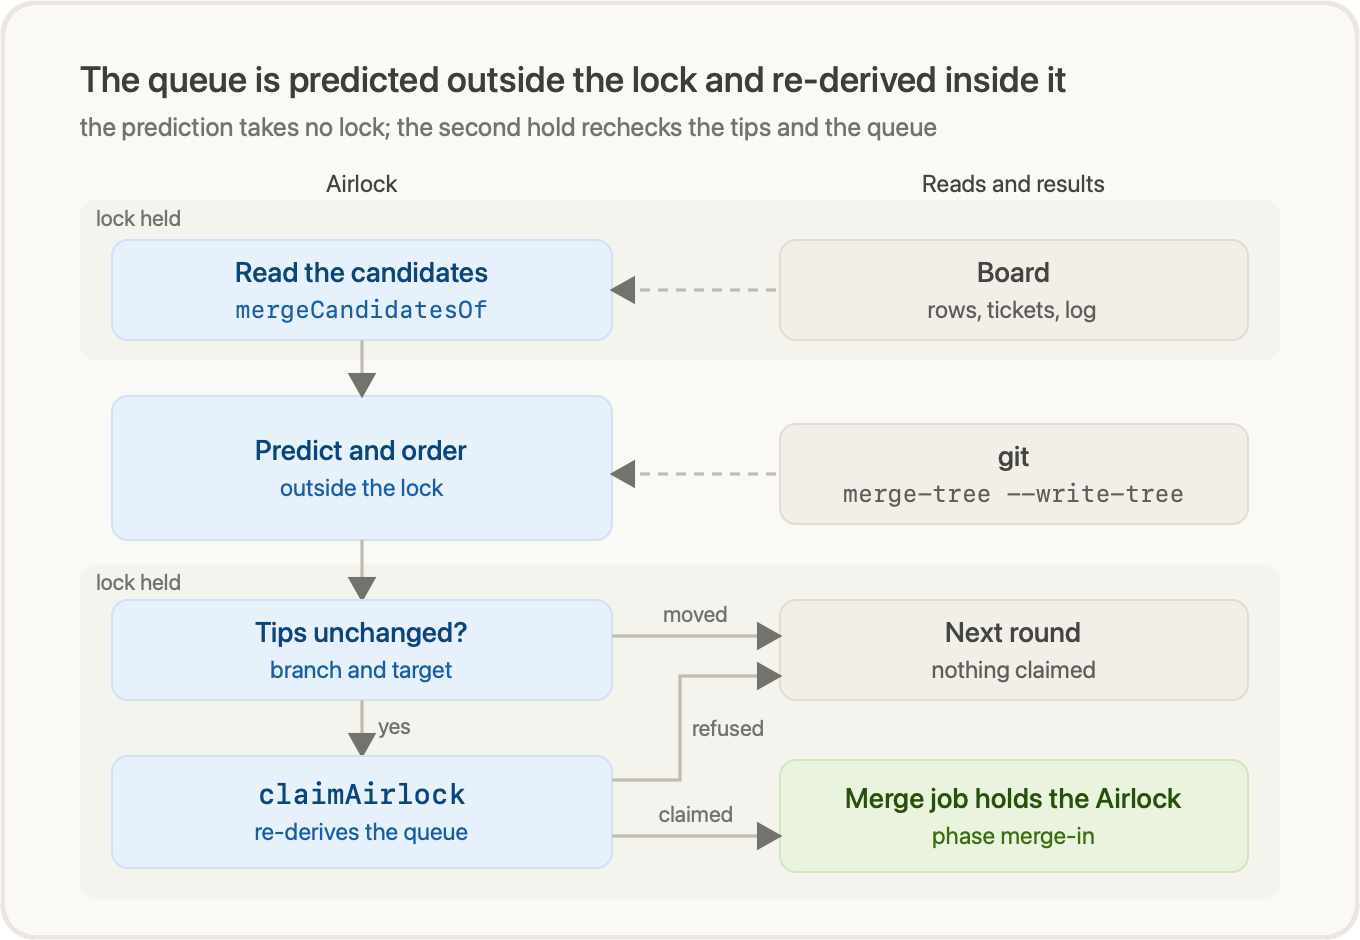 The queue is predicted outside the lock and re-derived inside it
the prediction takes no lock; the second hold rechecks the tips and the queue
Airlock
Reads and results
lock held
Read the candidates
mergeCandidatesOf
Board
rows, tickets, log
Predict and order
outside the lock
git
merge-tree --write-tree
lock held
Tips unchanged?
branch and target
moved
Next round
nothing claimed
yes
refused
claimAirlock
re-derives the queue
claimed
Merge job holds the Airlock
phase merge-in